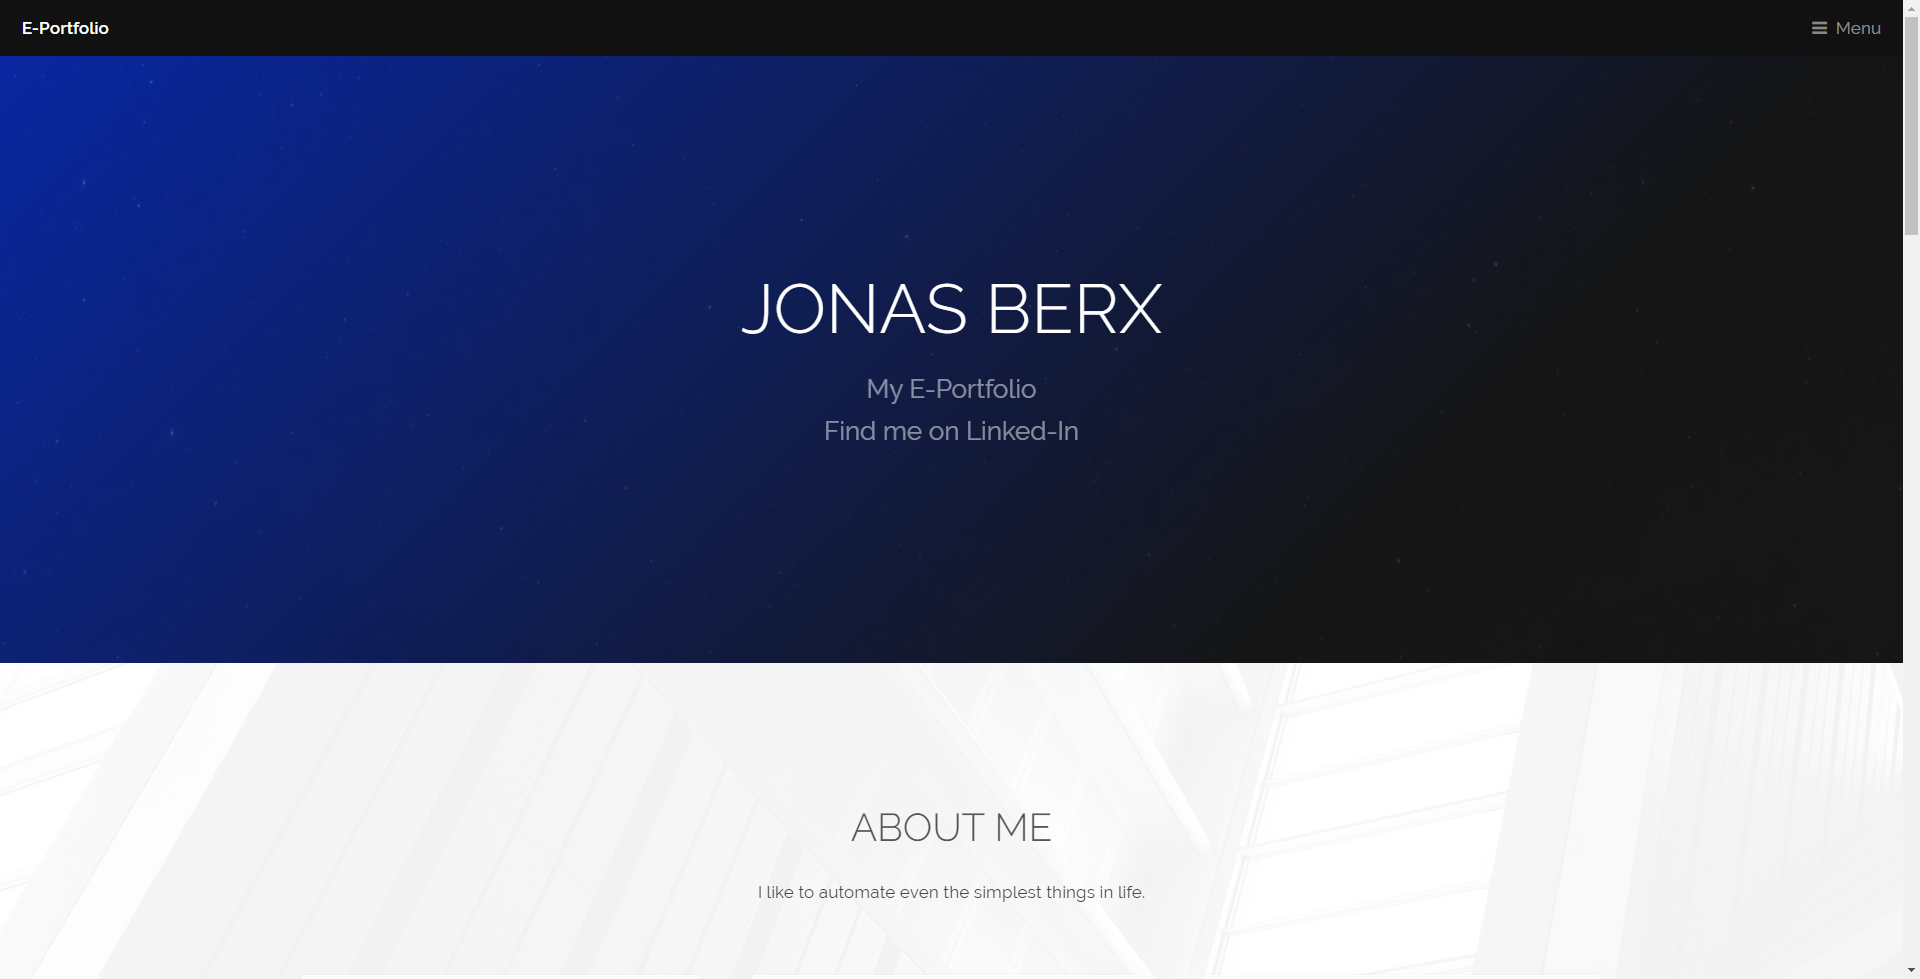 E-Portfolio
Menu
JONAS BERX
My E-Portfolio
Find me on Linked-In
ABOUT ME
I like to automate even the simplest things in life.